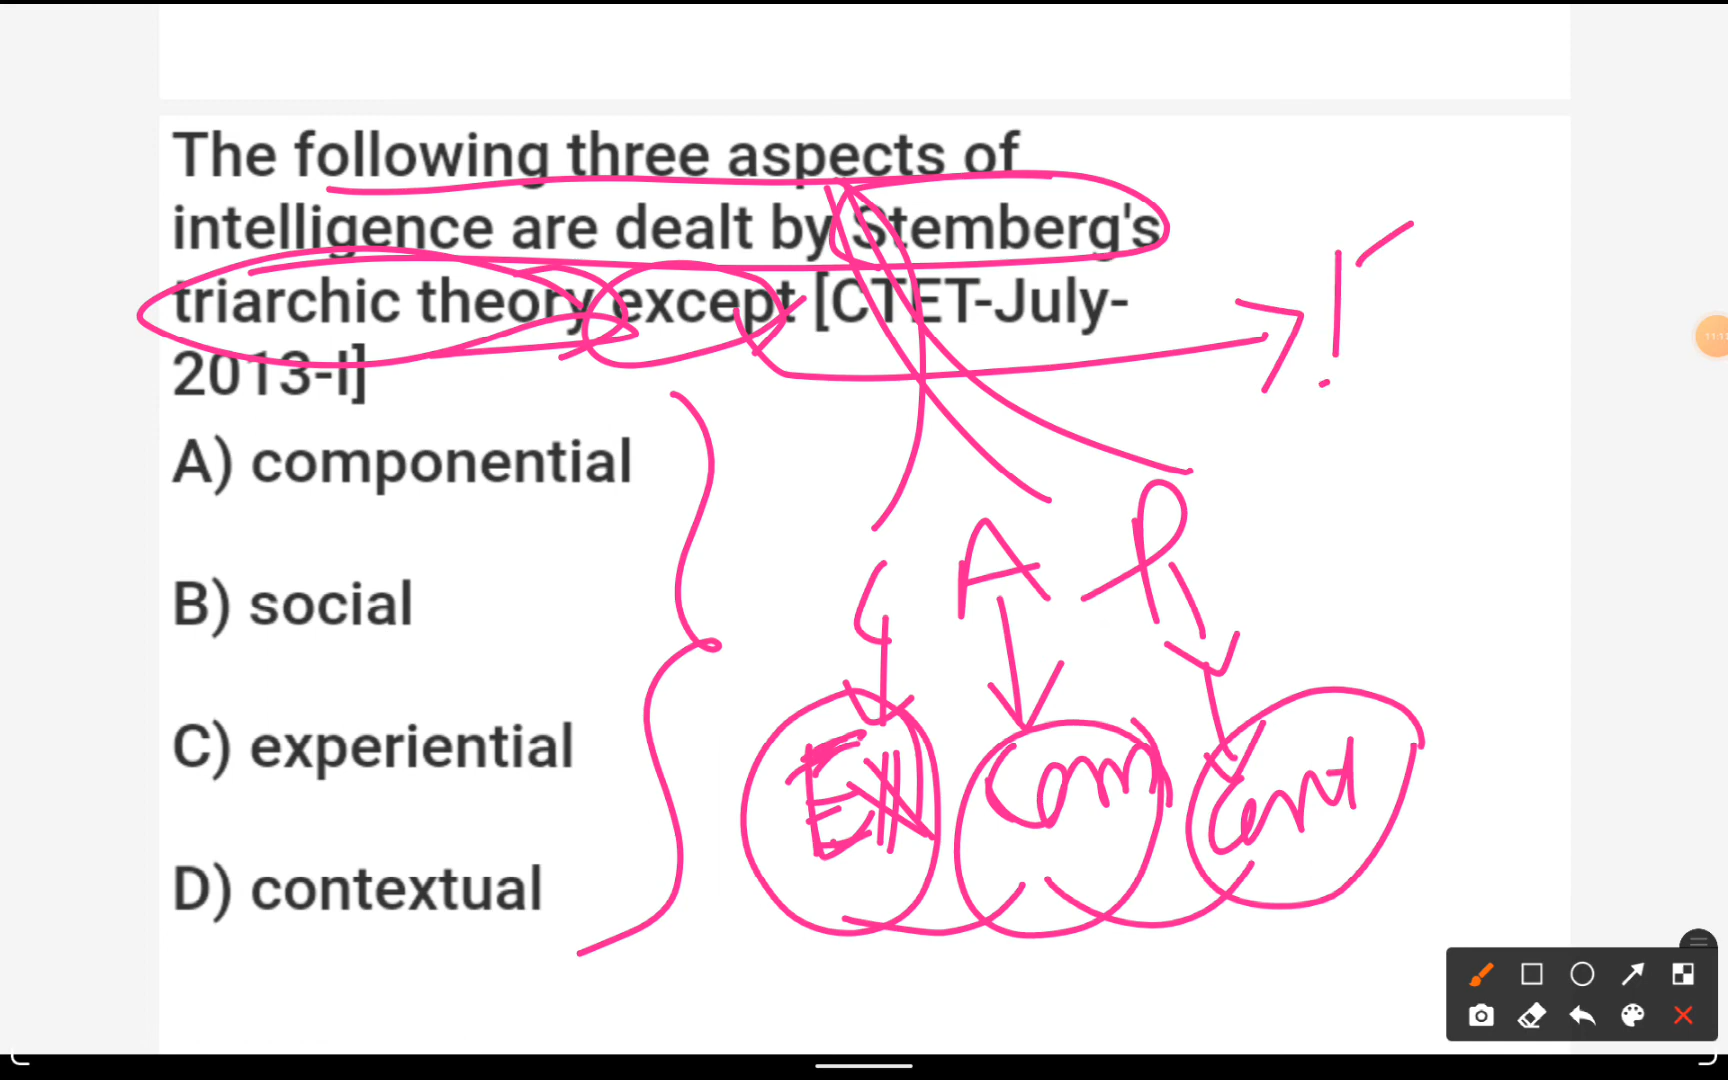 The following three aspects of
intelligence are dealt by Stemberg's
triarchic theory except [CTET-July-
2013-I]
A) componential
B) social
C) experiential
D) contextual
A P
Com Cont